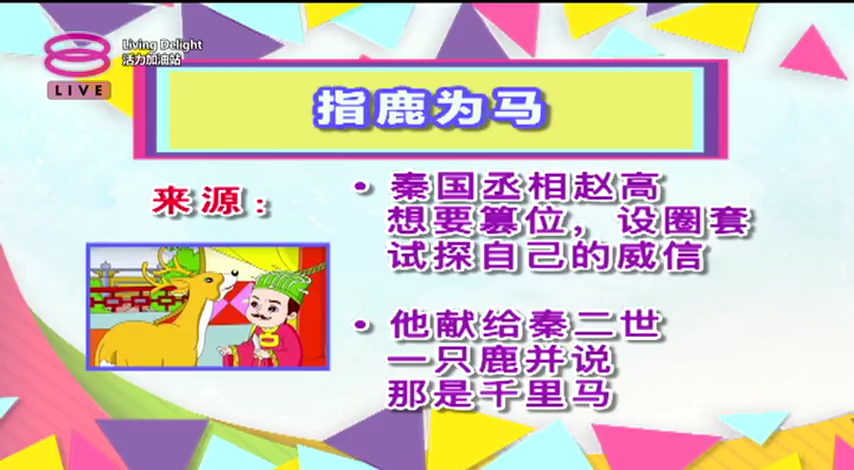 Living Delight
活力加油站
LIVE
指鹿为马
来源：
• 秦国丞相赵高
想要篡位，设圈套
试探自己的威信
• 他献给秦二世
一只鹿并说
那是千里马